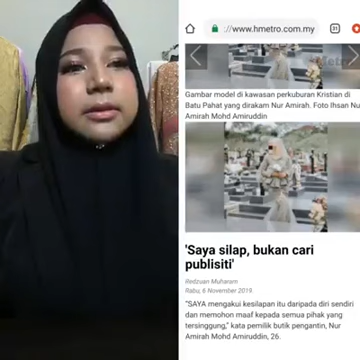 ://www.hmetro.com.my
31
Gambar model di kawasan perkuburan Kristian di
Batu Pahat yang dirakam Nur Amirah. Foto Ihsan Nur
Amirah Mohd Amiruddin
'Saya silap, bukan cari
publisiti'
Redzuan Muharam
Rabu, 6 November 2019
"SAYA mengakui kesilapan itu daripada diri sendiri
dan memohon maaf kepada semua pihak yang
tersinggung," kata pemilik butik pengantin, Nur
Amirah Mohd Amiruddin, 26.